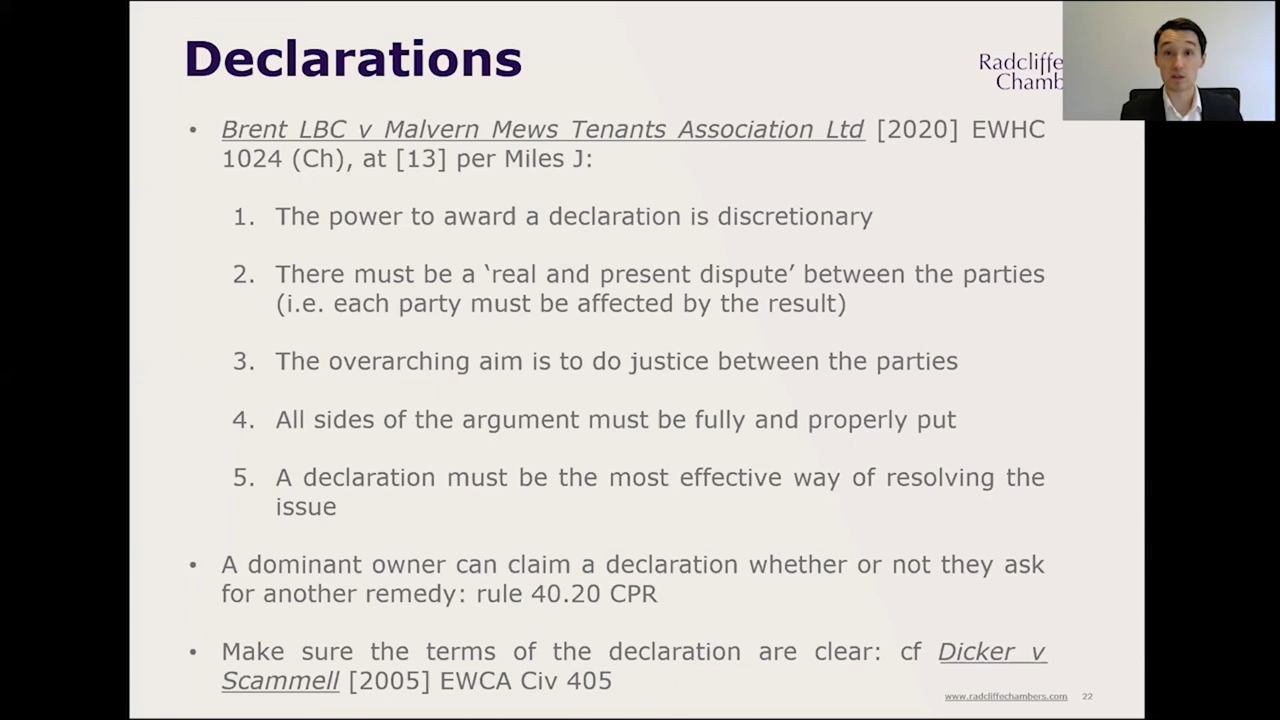 Declarations
Radcliffe
Chamb
• Brent LBC v Malvern Mews Tenants Association Ltd [2020] EWHC
1024 (Ch), at [13] per Miles J:
1. The power to award a declaration is discretionary
2. There must be a ‘real and present dispute’ between the parties
(i.e. each party must be affected by the result)
3. The overarching aim is to do justice between the parties
4. All sides of the argument must be fully and properly put
5. A declaration must be the most effective way of resolving the
issue
• A dominant owner can claim a declaration whether or not they ask
for another remedy: rule 40.20 CPR
• Make sure the terms of the declaration are clear: cf Dicker v
Scammell [2005] EWCA Civ 405
www.radcliffechambers.com 22